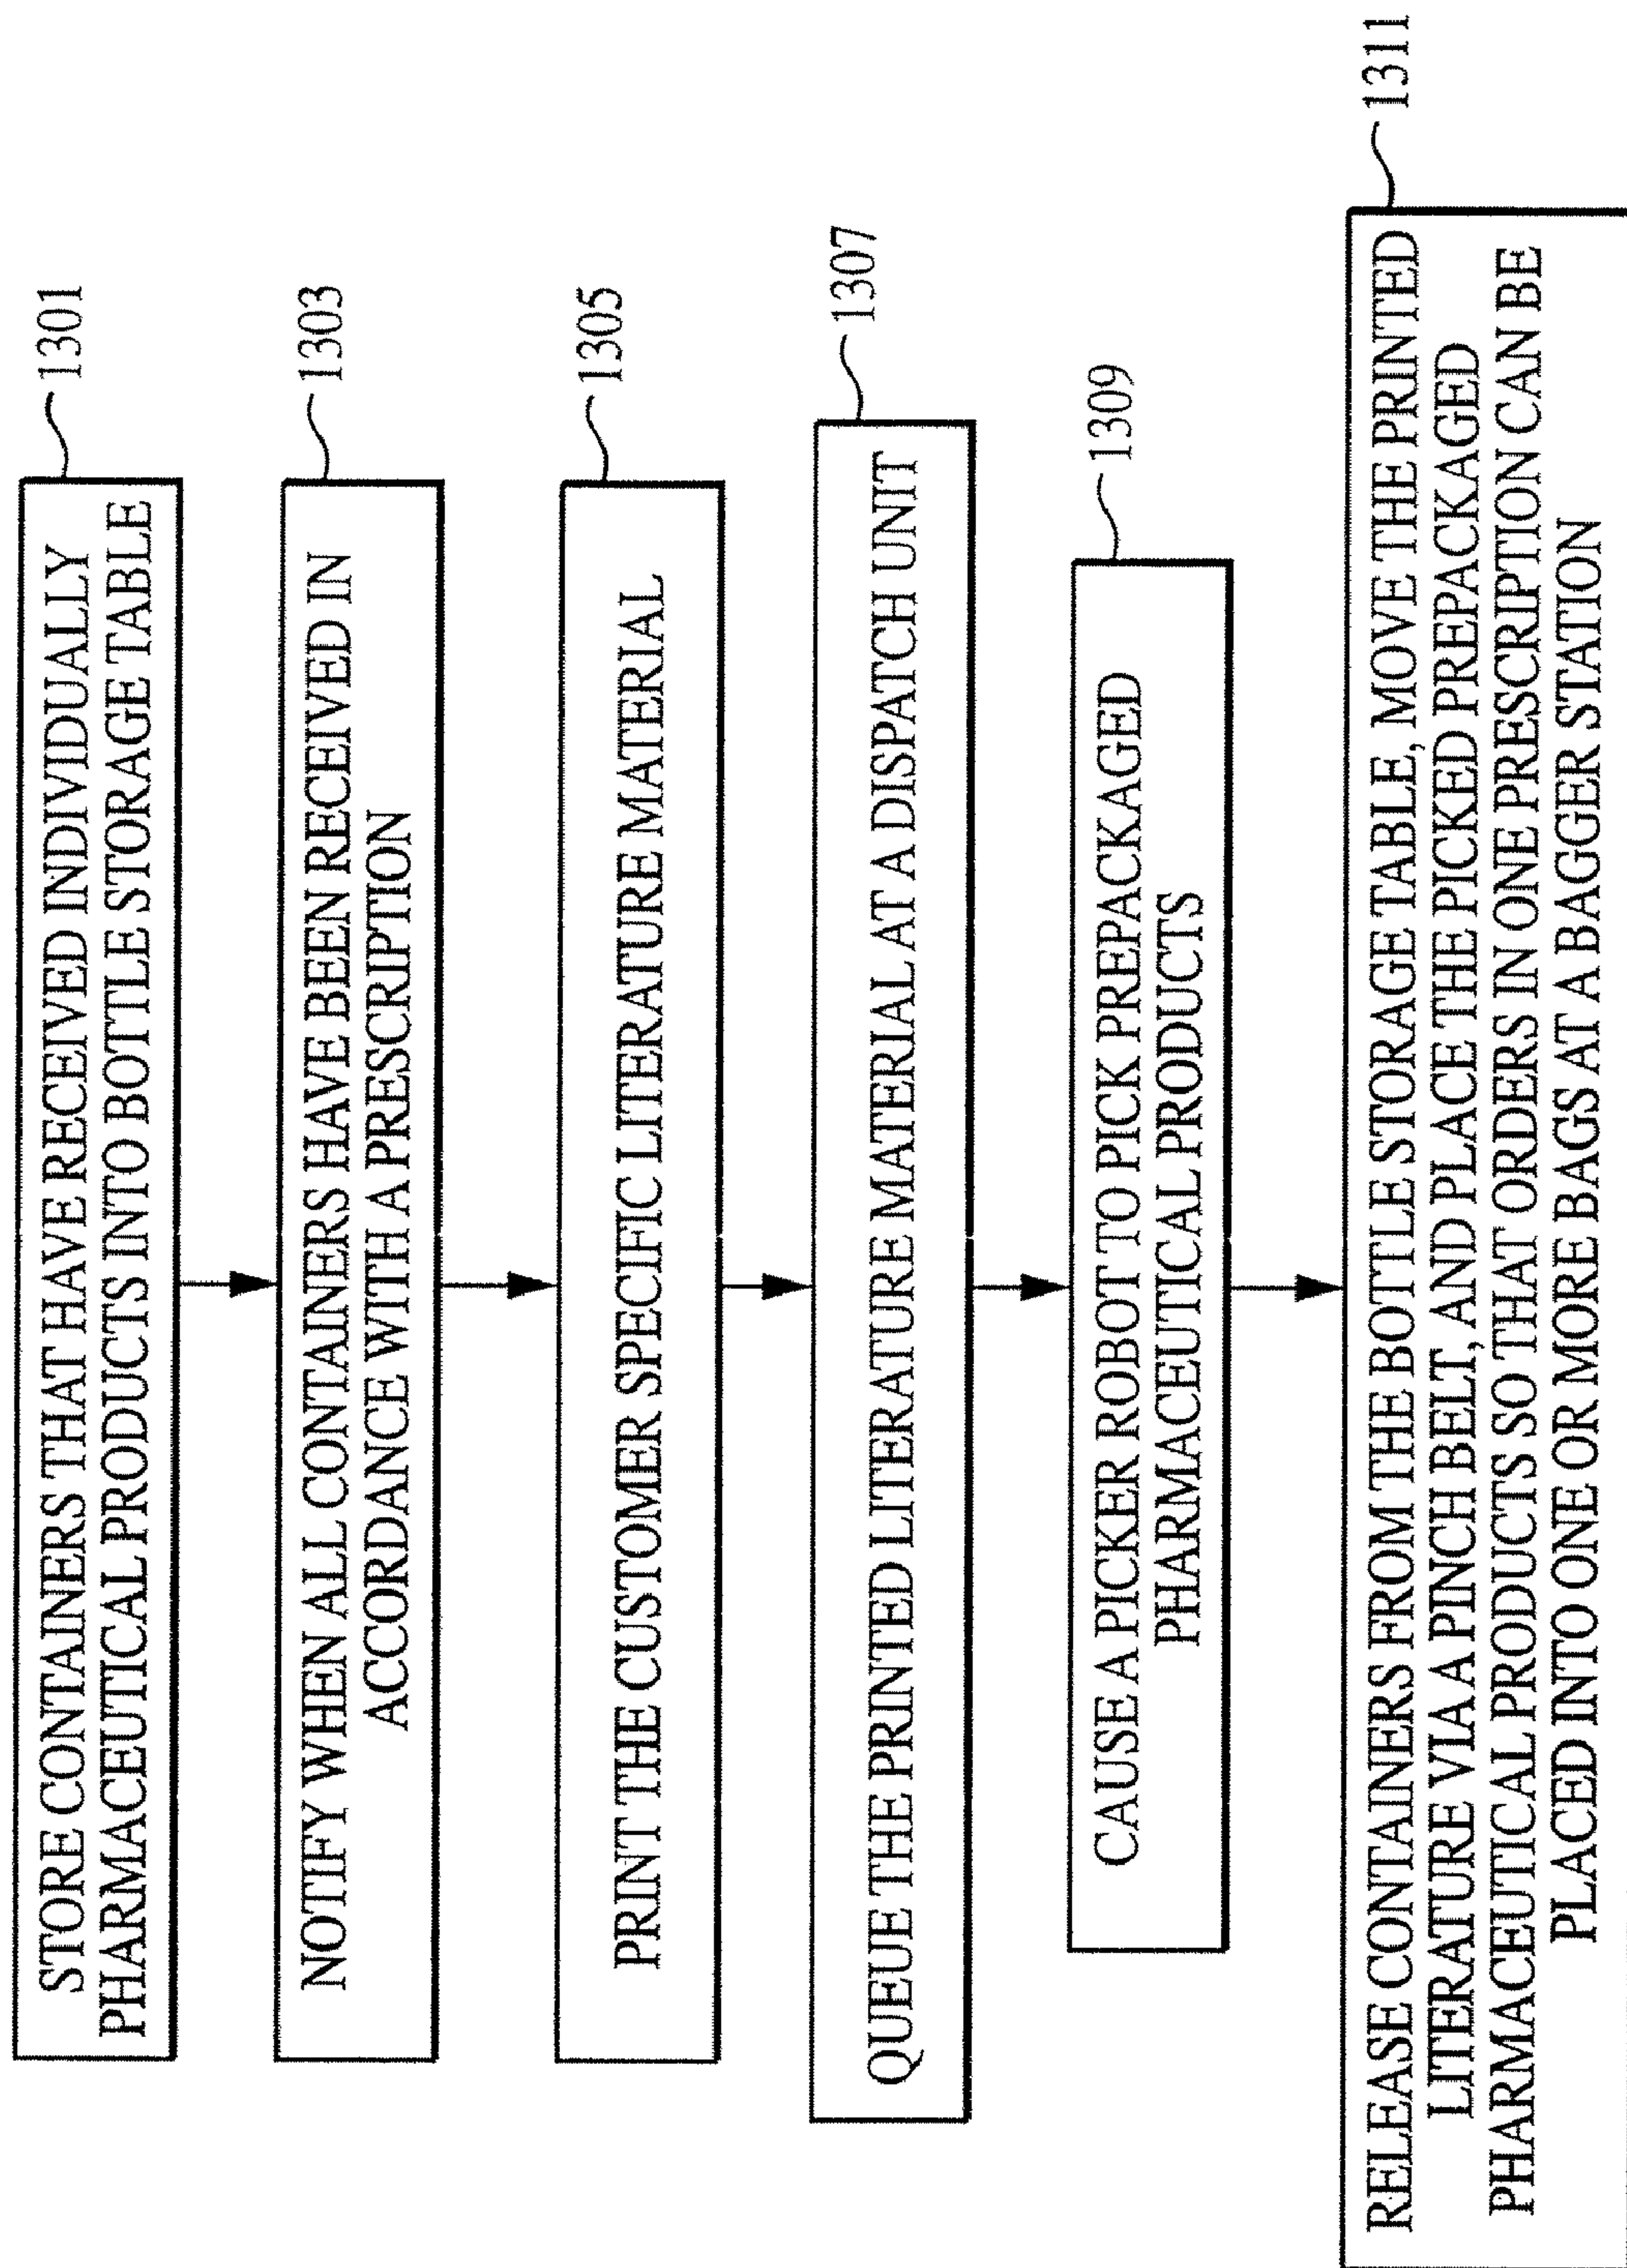 STORE CONTAINERS THAT HAVE RECEIVED INDIVIDUALLY
PHARMACEUTICAL PRODUCTS INTO BOTTLE STORAGE TABLE
1301
NOTIFY WHEN ALL CONTAINERS HAVE BEEN RECEIVED IN
ACCORDANCE WITH A PRESCRIPTION
1303
PRINT THE CUSTOMER SPECIFIC LITERATURE MATERIAL
1305
QUEUE THE PRINTED LITERATURE MATERIAL AT A DISPATCH UNIT
1307
CAUSE A PICKER ROBOT TO PICK PREPACKAGED
PHARMACEUTICAL PRODUCTS
1309
RELEASE CONTAINERS FROM THE BOTTLE STORAGE TABLE, MOVE THE PRINTED
LITERATURE VIA A PINCH BELT, AND PLACE THE PICKED PREPACKAGED
PHARMACEUTICAL PRODUCTS SO THAT ORDERS IN ONE PRESCRIPTION CAN BE
PLACED INTO ONE OR MORE BAGS AT A BAGGER STATION
1311